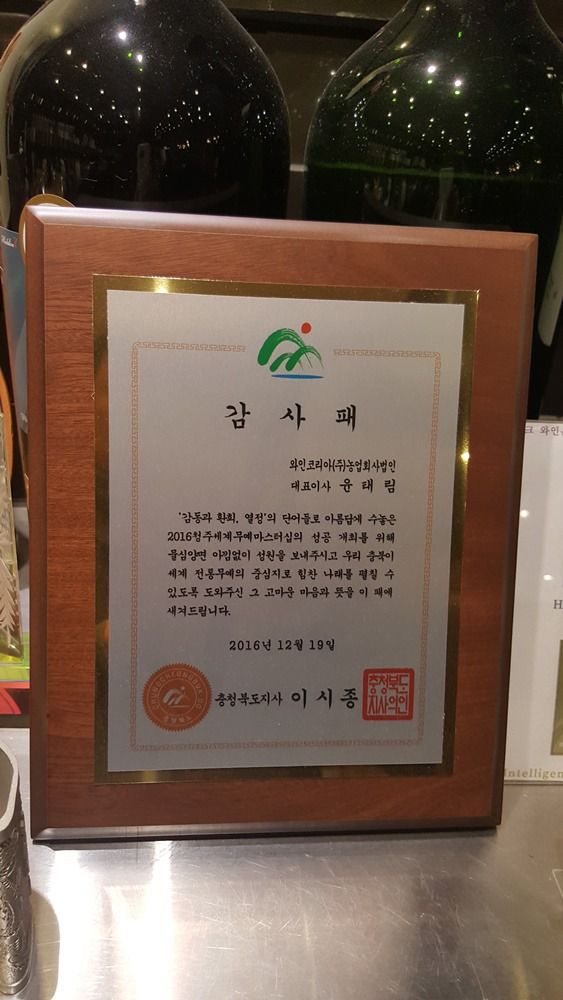 감 사 패
와인코리아(주)농업회사법인
대표이사 윤 태 림
'감동과 환희, 열정'의 단어들로 아름답게 수놓은
2016청주세계무예마스터십의 성공 개최를 위해
물심양면 아낌없이 성원을 보내주시고 우리 충북이
세계 전통무예의 중심지로 힘찬 나래를 펼칠 수
있도록 도와주신 그 고마운 마음과 뜻을 이 패에
새겨드립니다.
2016년 12월 19일
충청북도지사 이 시 종
충청북도
지사의인
CHUNGCHEONGBUK-DO
크 와인
H
Intelligen